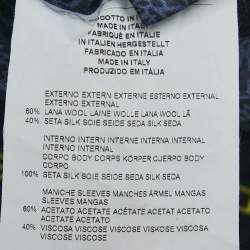 PRODOTTO IN ITALIA
MADE IN ITALY
FABRIQUÉ EN ITALIE
IN ITALIEN HERGESTELLT
FABRICADO EN ITALIA
MADE IN ITALY
PRODUZIDO EM ITÁLIA
EXTERNO EXTERN EXTERNE ESTERNO EXTERNAL
EXTERNO EXTERNAL
60% LANA WOOL LAINE WOLLE LANA WOOL LÃ
40% SETA SILK SOIE SEIDE SEDA SILK SEDA
INTERNO INTERN INTERNE INTERNO INTERNAL
INTERNO INTERNAL
CORPO BODY CORPS KÖRPER CUERPO BODY
CORPO
100% SETA SILK SOIE SEIDE SEDA SILK SEDA
MANICHE SLEEVES MANCHES ÄRMEL MANGAS
SLEEVES MANGAS
60% ACETATO ACETATE ACÉTATE ACETAT ACETATO
ACETATE ACETATO
40% VISCOSA VISCOSE VISCOSE VISKOSE VISCOSA
VISCOSE VISCOSE